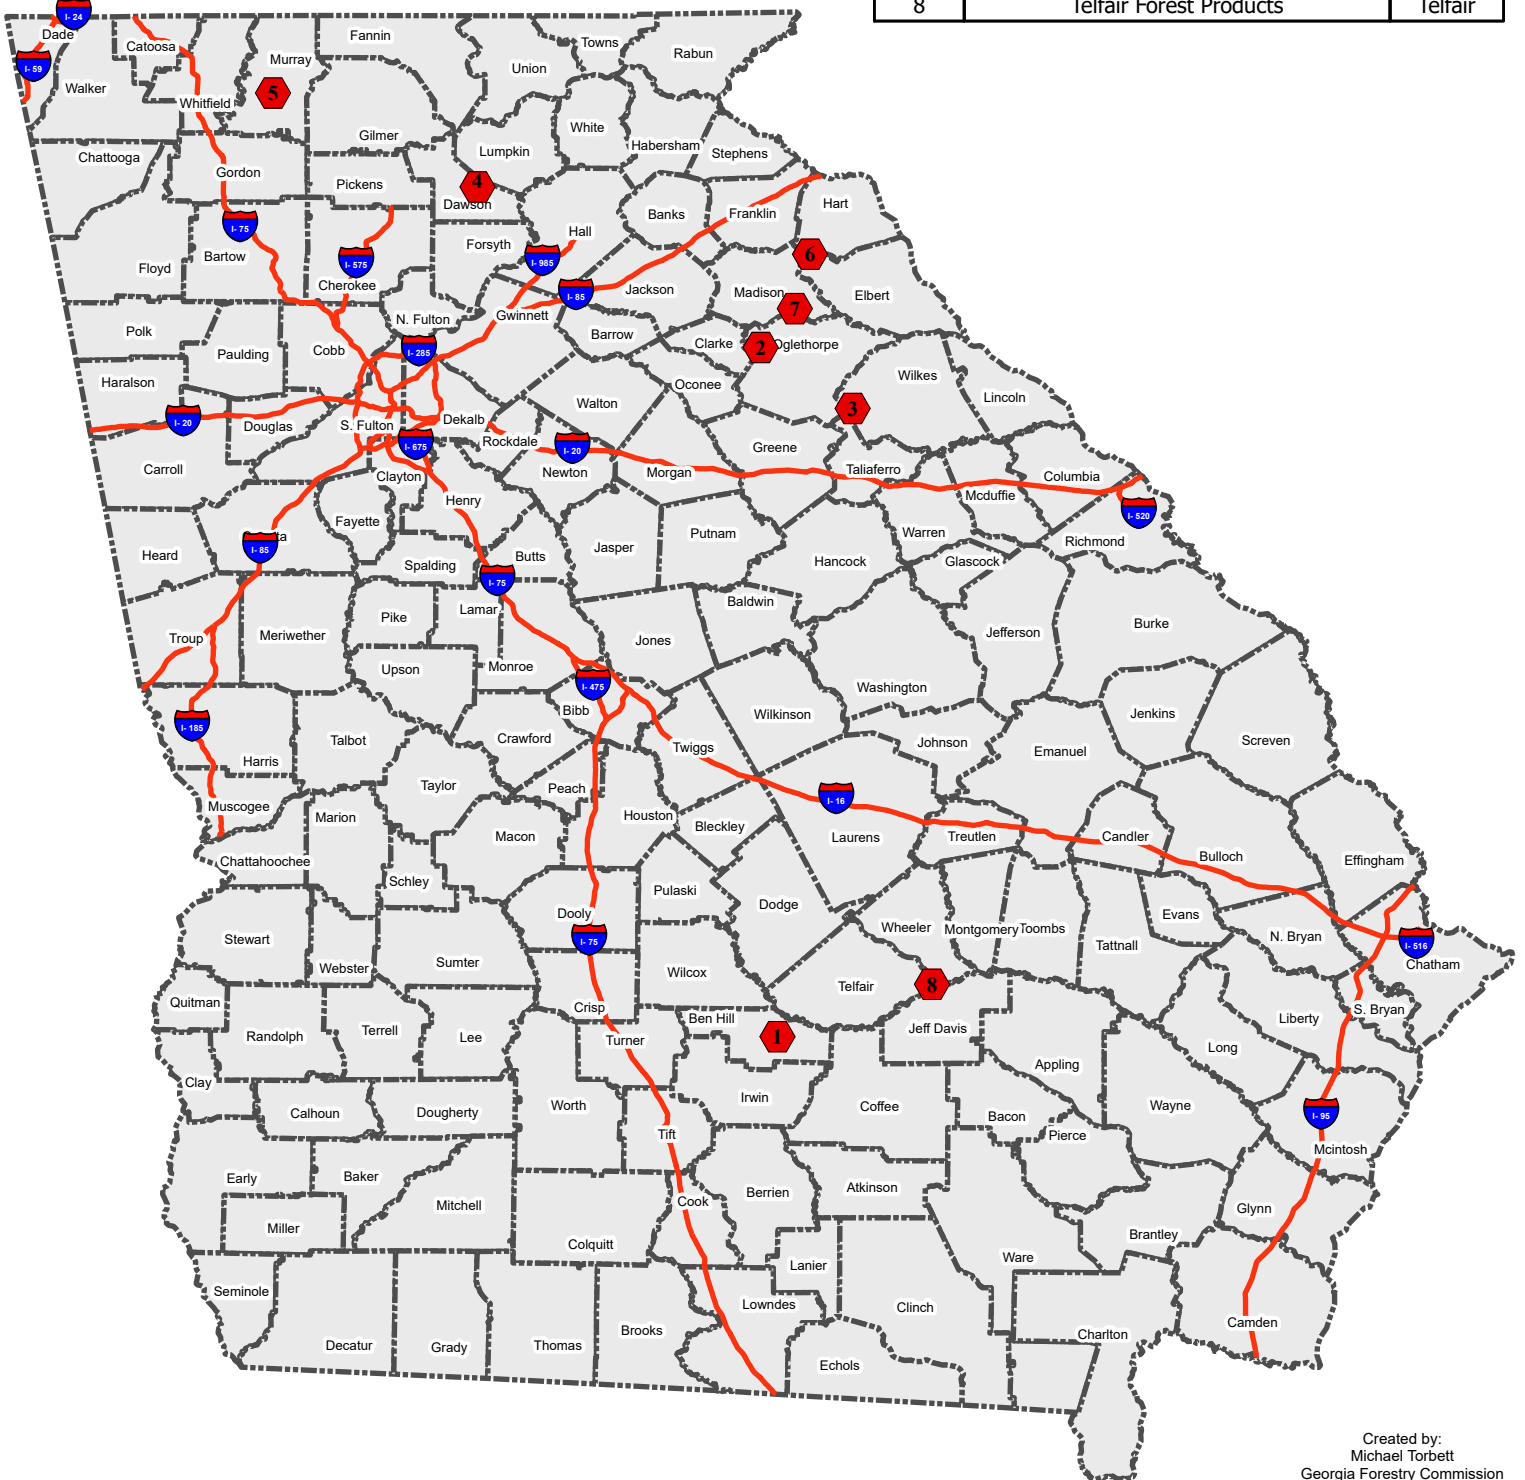 8 Telfair Forest Products Telfair
I- 24
Dade
Catoosa
Fannin
Towns
Rabun
Murray
Union
I- 59
Walker
5
Whitfield
White
Gilmer
Habersham
Chattooga
Lumpkin
Stephens
Gordon
Pickens
4
Dawson
Banks
Franklin
Hart
I- 75
Hall
Forsyth
Bartow
I- 575
I- 985
6
Floyd
Cherokee
I- 85
Jackson
Madison
Elbert
7
N. Fulton
Gwinnett
Polk
Barrow
Clarke
2
Oglethorpe
Cobb
I- 285
Paulding
Haralson
Oconee
Wilkes
Lincoln
Walton
3
I- 20
Douglas
S. Fulton
Dekalb
I- 675
Rockdale
I- 20
Greene
Carroll
Newton
Morgan
Taliaferro
Columbia
Clayton
Henry
Mcduffie
I- 520
Fayette
Putnam
Warren
I- 85
ta
Richmond
Heard
Spalding
Butts
Jasper
Hancock
Glascock
I- 75
Baldwin
Lamar
Pike
Burke
Troup
Meriwether
Jones
Jefferson
Upson
Monroe
I- 475
Washington
Bibb
Wilkinson
Jenkins
I- 185
Talbot
Crawford
Twiggs
Johnson
Emanuel
Screven
Harris
Taylor
Peach
I- 16
Muscogee
Marion
Houston
Bleckley
Macon
Laurens
Treutlen
Candler
Bulloch
Effingham
Chattahoochee
Schley
Pulaski
Dodge
Dooly
Evans
Stewart
I- 75
Wheeler
Montgomery
Toombs
Tattnall
N. Bryan
I- 516
Webster
Sumter
Wilcox
Chatham
Telfair
8
Quitman
Crisp
Ben Hill
S. Bryan
Liberty
Randolph
Terrell
Lee
Turner
1
Jeff Davis
Long
Appling
Clay
Irwin
Calhoun
Dougherty
Worth
Coffee
Bacon
Wayne
I- 95
Tift
Pierce
Mcintosh
Early
Baker
Mitchell
Cook
Berrien
Atkinson
Glynn
Miller
Colquitt
Brantley
Ware
Lanier
Seminole
Lowndes
Clinch
Camden
Brooks
Charlton
Decatur
Grady
Thomas
Echols
Created by:
Michael Torbett
Georgia Forestry Commission